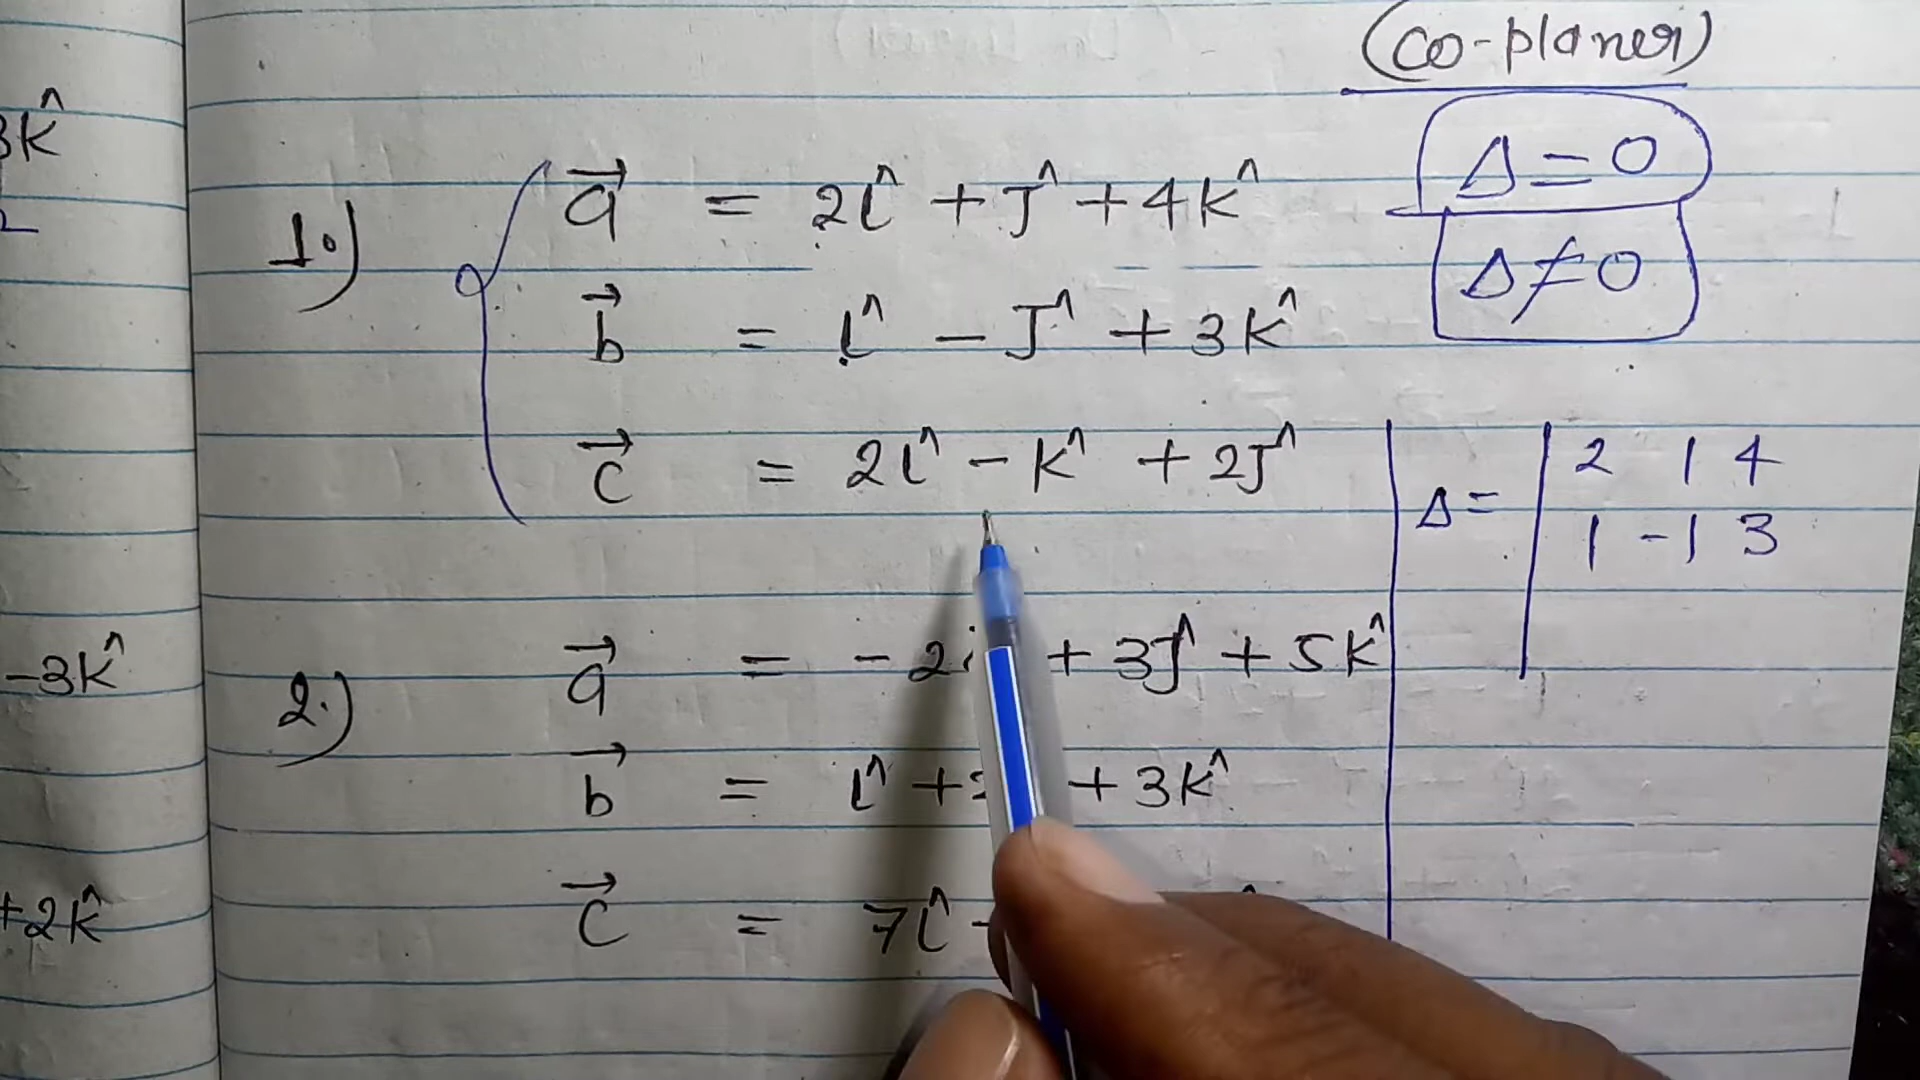 (co-planer)
3k̂
Δ = 0
1.) a⃗ = 2î + ĵ + 4k̂
2
Δ ≠ 0
b⃗ = î - ĵ + 3k̂
c⃗ = 2î - k̂ + 2ĵ
Δ = | 2 1 4
1 -1 3
-3k̂
2.) a⃗ = -2i + 3ĵ + 5k̂
b⃗ = î + + 3k̂
+2k̂
c⃗ = 7î -